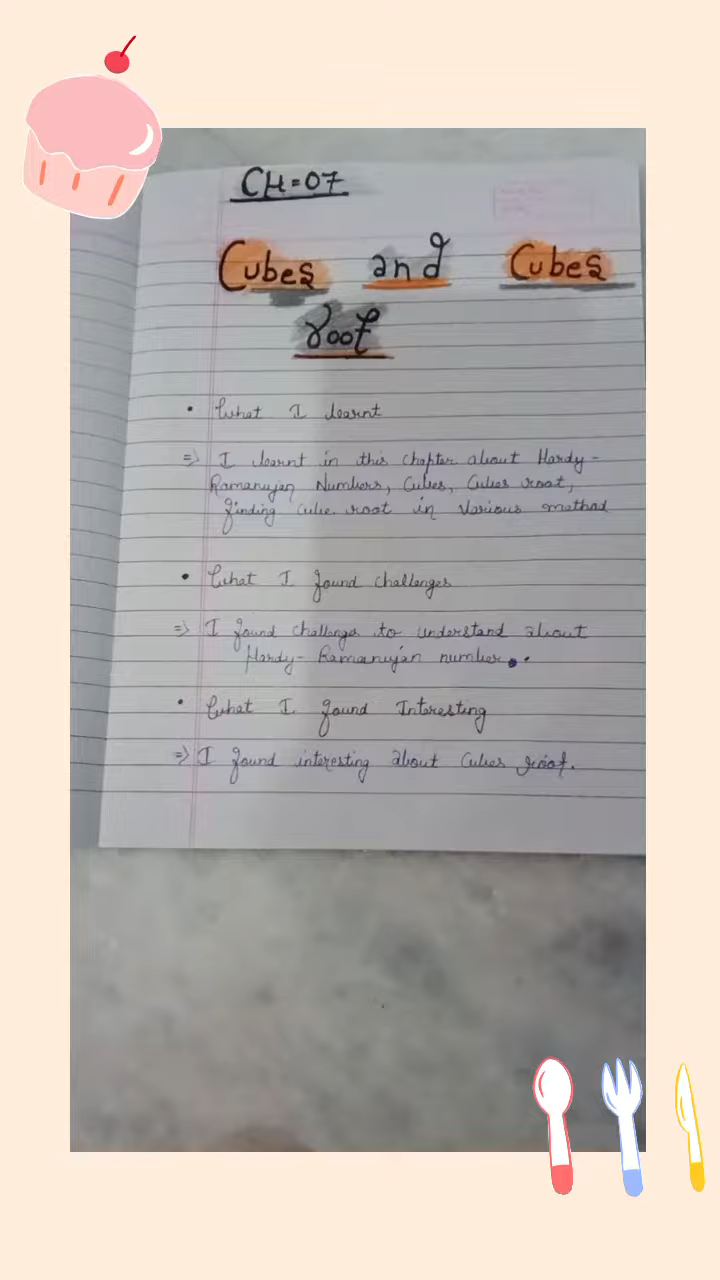 CH=07
Cubes and Cubes
root
• What I learnt
⇒ I learnt in this chapter about Hardy-
Ramanujan Numbers, Cubes, Cubes root,
finding cube root in various method
• What I found challenges
⇒ I found challenges to understand about
Hardy-Ramanujan number.
• What I found Interesting
⇒ I found interesting about Cubes root.